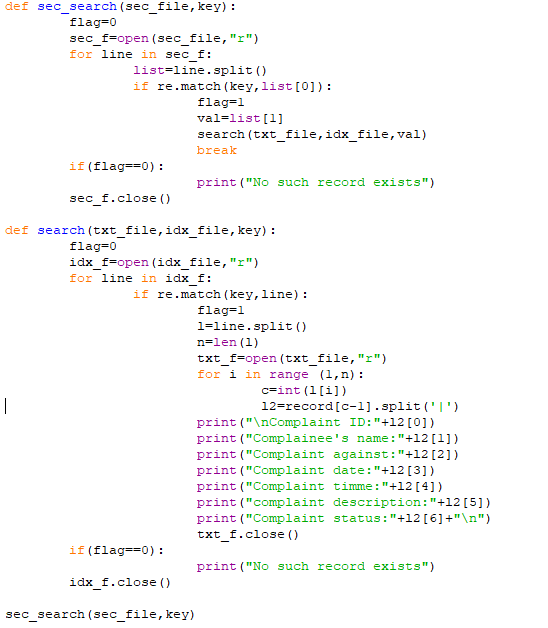 def sec_search(sec_file,key):
        flag=0
        sec_f=open(sec_file,"r")
        for line in sec_f:
                list=line.split()
                if re.match(key,list[0]):
                        flag=1
                        val=list[1]
                        search(txt_file,idx_file,val)
                        break
        if(flag==0):
                        print("No such record exists")
        sec_f.close()

def search(txt_file,idx_file,key):
        flag=0
        idx_f=open(idx_file,"r")
        for line in idx_f:
                if re.match(key,line):
                        flag=1
                        l=line.split()
                        n=len(l)
                        txt_f=open(txt_file,"r")
                        for i in range (1,n):
                                c=int(l[i])
                                l2=record[c-1].split('|')
                        print("\nComplaint ID:"+l2[0])
                        print("Complainee's name:"+l2[1])
                        print("Complaint against:"+l2[2])
                        print("Complaint date:"+l2[3])
                        print("Complaint timme:"+l2[4])
                        print("complaint description:"+l2[5])
                        print("Complaint status:"+l2[6]+"\n")
                        txt_f.close()
        if(flag==0):
                        print("No such record exists")
        idx_f.close()

sec_search(sec_file,key)